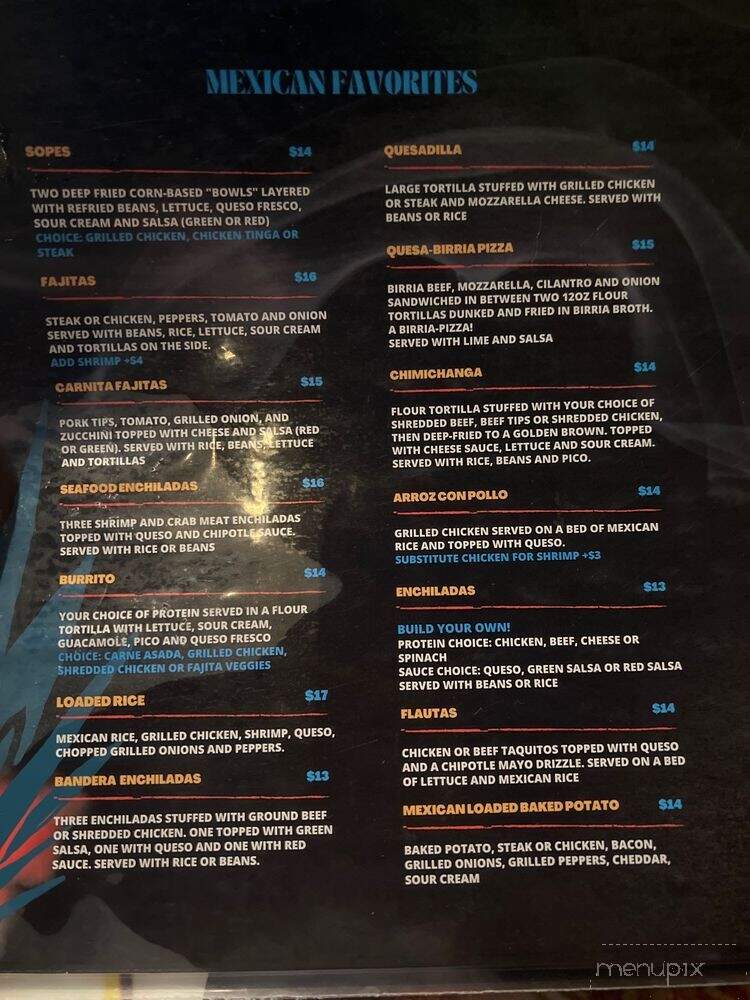 MEXICAN FAVORITES
SOPES $14
TWO DEEP FRIED CORN-BASED "BOWLS" LAYERED
WITH REFRIED BEANS, LETTUCE, QUESO FRESCO,
SOUR CREAM AND SALSA (GREEN OR RED)
CHOICE: GRILLED CHICKEN, CHICKEN TINGA OR
STEAK
FAJITAS $16
STEAK OR CHICKEN, PEPPERS, TOMATO AND ONION
SERVED WITH BEANS, RICE, LETTUCE, SOUR CREAM
AND TORTILLAS ON THE SIDE.
ADD SHRIMP +$4
CARNITA FAJITAS $15
PORK TIPS, TOMATO, GRILLED ONION, AND
ZUCCHINI TOPPED WITH CHEESE AND SALSA (RED
OR GREEN). SERVED WITH RICE, BEANS, LETTUCE
AND TORTILLAS
SEAFOOD ENCHILADAS $16
THREE SHRIMP AND CRAB MEAT ENCHILADAS
TOPPED WITH QUESO AND CHIPOTLE SAUCE.
SERVED WITH RICE OR BEANS
BURRITO $14
YOUR CHOICE OF PROTEIN SERVED IN A FLOUR
TORTILLA WITH LETTUCE, SOUR CREAM,
GUACAMOLE, PICO AND QUESO FRESCO
CHOICE: CARNE ASADA, GRILLED CHICKEN,
SHREDDED CHICKEN OR FAJITA VEGGIES
LOADED RICE $17
MEXICAN RICE, GRILLED CHICKEN, SHRIMP, QUESO,
CHOPPED GRILLED ONIONS AND PEPPERS.
BANDERA ENCHILADAS $13
THREE ENCHILADAS STUFFED WITH GROUND BEEF
OR SHREDDED CHICKEN. ONE TOPPED WITH GREEN
SALSA, ONE WITH QUESO AND ONE WITH RED
SAUCE. SERVED WITH RICE OR BEANS.
QUESADILLA $14
LARGE TORTILLA STUFFED WITH GRILLED CHICKEN
OR STEAK AND MOZZARELLA CHEESE. SERVED WITH
BEANS OR RICE
QUESA-BIRRIA PIZZA $15
BIRRIA BEEF, MOZZARELLA, CILANTRO AND ONION
SANDWICHED IN BETWEEN TWO 12OZ FLOUR
TORTILLAS DUNKED AND FRIED IN BIRRIA BROTH.
A BIRRIA-PIZZA!
SERVED WITH LIME AND SALSA
CHIMICHANGA $14
FLOUR TORTILLA STUFFED WITH YOUR CHOICE OF
SHREDDED BEEF, BEEF TIPS OR SHREDDED CHICKEN,
THEN DEEP-FRIED TO A GOLDEN BROWN. TOPPED
WITH CHEESE SAUCE, LETTUCE AND SOUR CREAM.
SERVED WITH RICE, BEANS AND PICO.
ARROZ CON POLLO $14
GRILLED CHICKEN SERVED ON A BED OF MEXICAN
RICE AND TOPPED WITH QUESO.
SUBSTITUTE CHICKEN FOR SHRIMP +$3
ENCHILADAS $13
BUILD YOUR OWN!
PROTEIN CHOICE: CHICKEN, BEEF, CHEESE OR
SPINACH
SAUCE CHOICE: QUESO, GREEN SALSA OR RED SALSA
SERVED WITH BEANS OR RICE
FLAUTAS $14
CHICKEN OR BEEF TAQUITOS TOPPED WITH QUESO
AND A CHIPOTLE MAYO DRIZZLE. SERVED ON A BED
OF LETTUCE AND MEXICAN RICE
MEXICAN LOADED BAKED POTATO $14
BAKED POTATO, STEAK OR CHICKEN, BACON,
GRILLED ONIONS, GRILLED PEPPERS, CHEDDAR,
SOUR CREAM
menupix